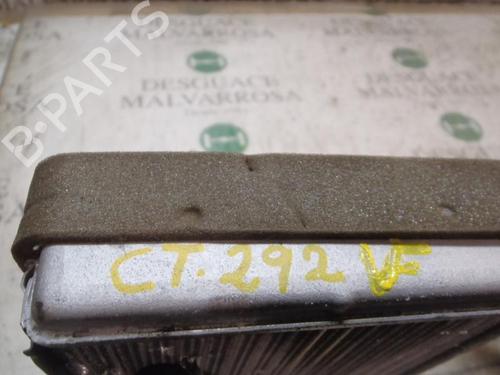 B-PARTS
DESGUACE
MALVARROSA
DESGUACE
MALVARROSA
CT.292 VF